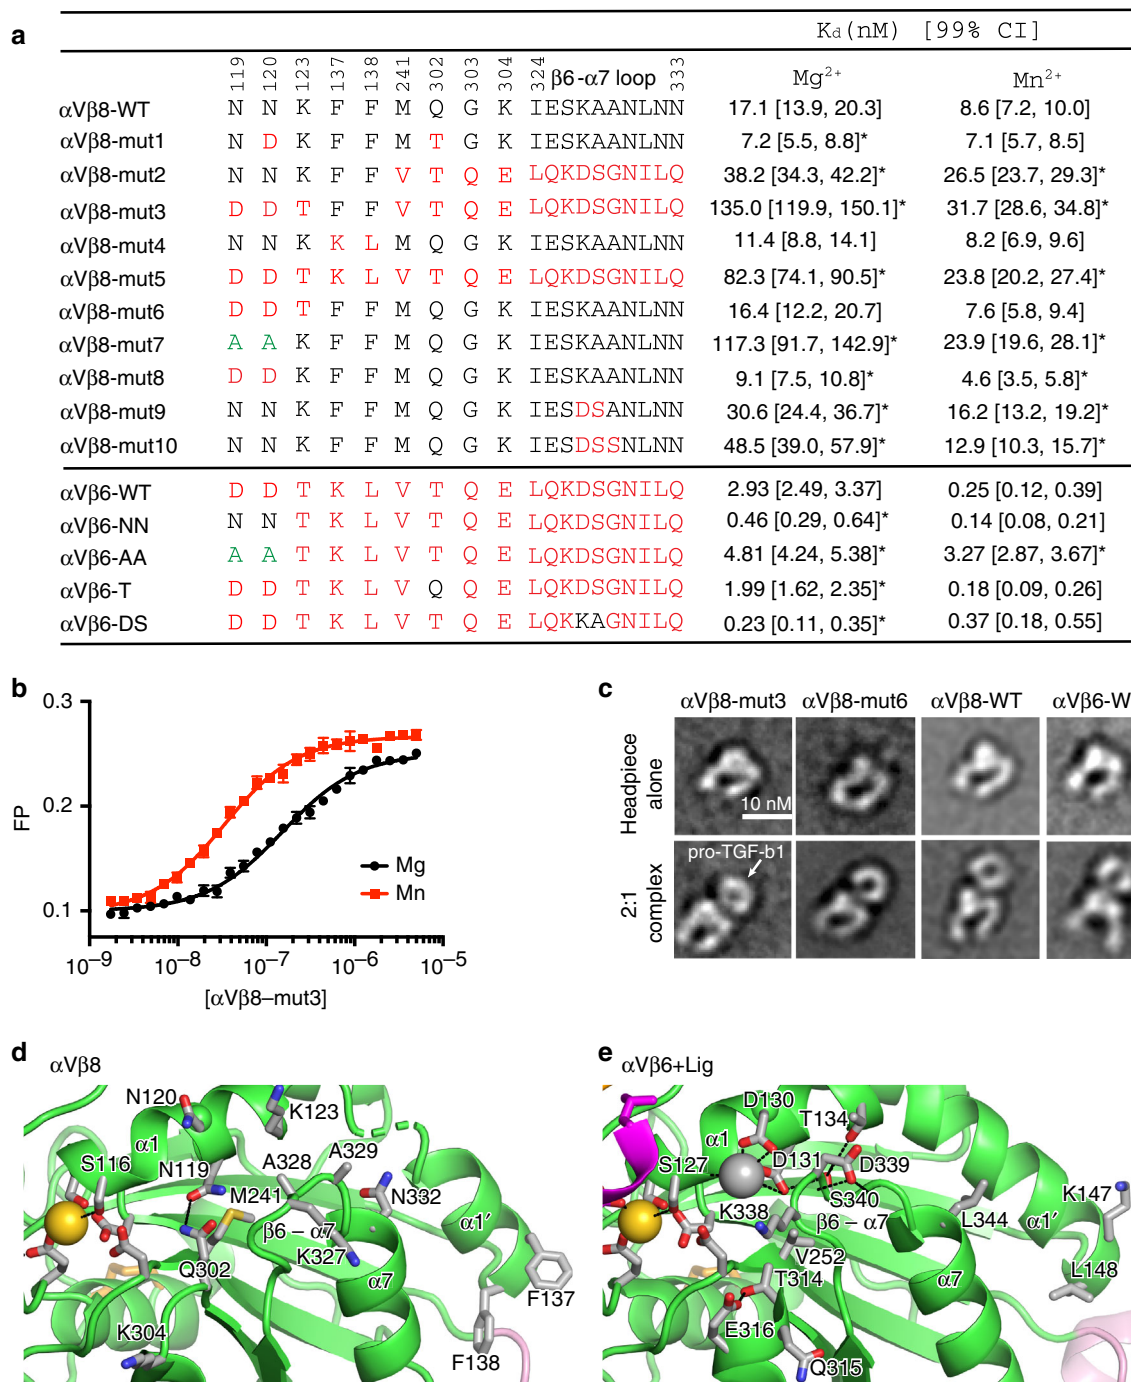 a
Kd(nM) [99% CI]
119 120 123 137 138 241 302 303 304 324 β6-α7 loop 333 Mg2+ Mn2+
αVβ8-WT N N K F F M Q G K IESKAANLNN 17.1 [13.9, 20.3] 8.6 [7.2, 10.0]
αVβ8-mut1 N D K F F M T G K IESKAANLNN 7.2 [5.5, 8.8]* 7.1 [5.7, 8.5]
αVβ8-mut2 N N K F F V T Q E LQKDSGNILQ 38.2 [34.3, 42.2]* 26.5 [23.7, 29.3]*
αVβ8-mut3 D D T F F V T Q E LQKDSGNILQ 135.0 [119.9, 150.1]* 31.7 [28.6, 34.8]*
αVβ8-mut4 N N K K L M Q G K IESKAANLNN 11.4 [8.8, 14.1] 8.2 [6.9, 9.6]
αVβ8-mut5 D D T K L V T Q E LQKDSGNILQ 82.3 [74.1, 90.5]* 23.8 [20.2, 27.4]*
αVβ8-mut6 D D T F F M Q G K IESKAANLNN 16.4 [12.2, 20.7] 7.6 [5.8, 9.4]
αVβ8-mut7 A A K F F M Q G K IESKAANLNN 117.3 [91.7, 142.9]* 23.9 [19.6, 28.1]*
αVβ8-mut8 D D K F F M Q G K IESKAANLNN 9.1 [7.5, 10.8]* 4.6 [3.5, 5.8]*
αVβ8-mut9 N N K F F M Q G K IESDSANLNN 30.6 [24.4, 36.7]* 16.2 [13.2, 19.2]*
αVβ8-mut10 N N K F F M Q G K IESDSSNLNN 48.5 [39.0, 57.9]* 12.9 [10.3, 15.7]*
αVβ6-WT D D T K L V T Q E LQKDSGNILQ 2.93 [2.49, 3.37] 0.25 [0.12, 0.39]
αVβ6-NN N N T K L V T Q E LQKDSGNILQ 0.46 [0.29, 0.64]* 0.14 [0.08, 0.21]
αVβ6-AA A A T K L V T Q E LQKDSGNILQ 4.81 [4.24, 5.38]* 3.27 [2.87, 3.67]*
αVβ6-T D D T K L V Q Q E LQKDSGNILQ 1.99 [1.62, 2.35]* 0.18 [0.09, 0.26]
αVβ6-DS D D T K L V T Q E LQKKAGNILQ 0.23 [0.11, 0.35]* 0.37 [0.18, 0.55]
b
0.3
0.2
0.1
FP
Mg
Mn
10−9 10−8 10−7 10−6 10−5
[αVβ8–mut3]
c
αVβ8-mut3 αVβ8-mut6 αVβ8-WT αVβ6-W
Headpiece alone
10 nM
2:1 complex
pro-TGF-b1
d
αVβ8
N120
K123
α1
S116
N119
A328
A329
M241
N332
β6 – α7
α1′
K327
Q302
α7
F137
K304
F138
e
αVβ6+Lig
D130
T134
α1
S127
D131
D339
K147
S340
K338
α1′
β6 – α7
L344
V252
T314
α7
L148
E316
Q315